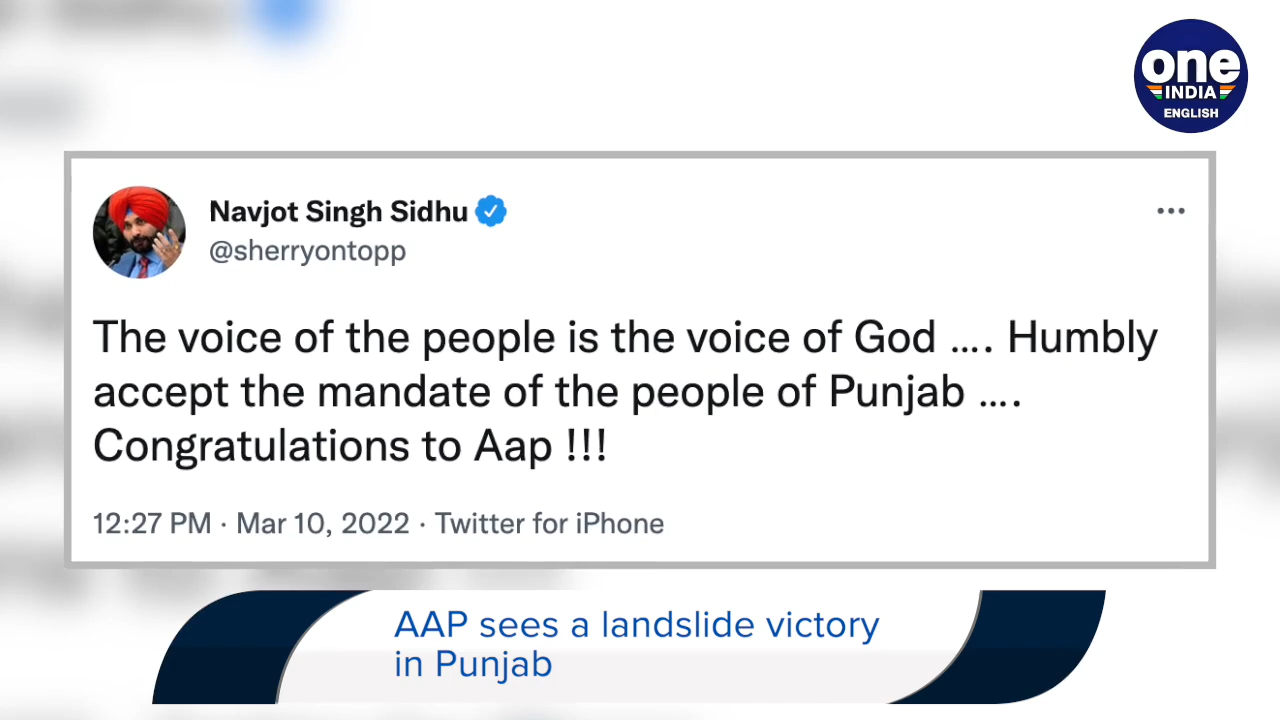 one
INDIA
ENGLISH
Navjot Singh Sidhu
@sherryontopp
The voice of the people is the voice of God .... Humbly
accept the mandate of the people of Punjab ....
Congratulations to Aap !!!
12:27 PM · Mar 10, 2022 · Twitter for iPhone
AAP sees a landslide victory
in Punjab